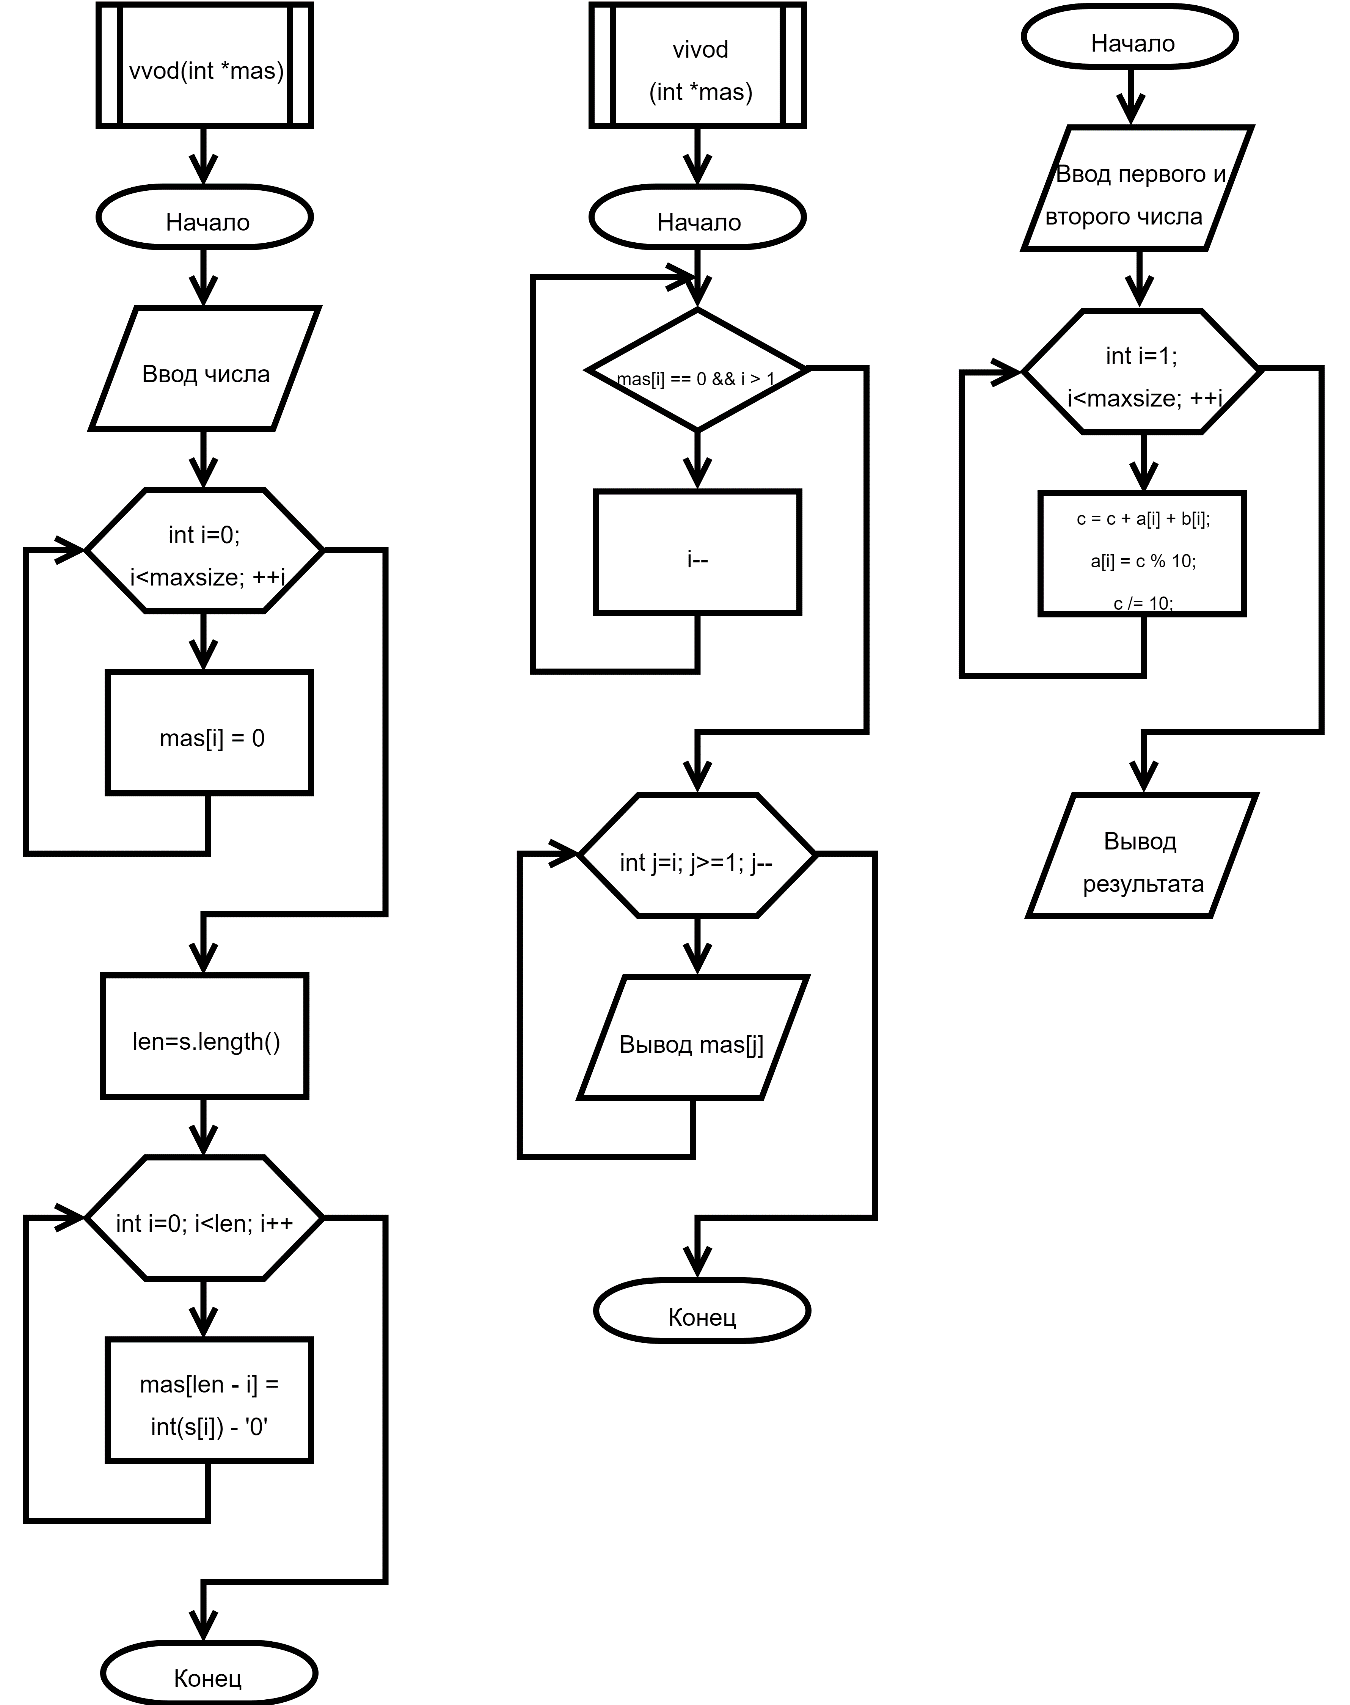 vvod(int *mas)
Начало
Ввод числа
int i=0;
i<maxsize; ++i
mas[i] = 0
len=s.length()
int i=0; i<len; i++
mas[len - i] =
int(s[i]) - '0'
Конец
vivod
(int *mas)
Начало
mas[i] == 0 && i > 1
i--
int j=i; j>=1; j--
Вывод mas[j]
Конец
Начало
Ввод первого и
второго числа
int i=1;
i<maxsize; ++i
c = c + a[i] + b[i];
a[i] = c % 10;
c /= 10;
Вывод
результата